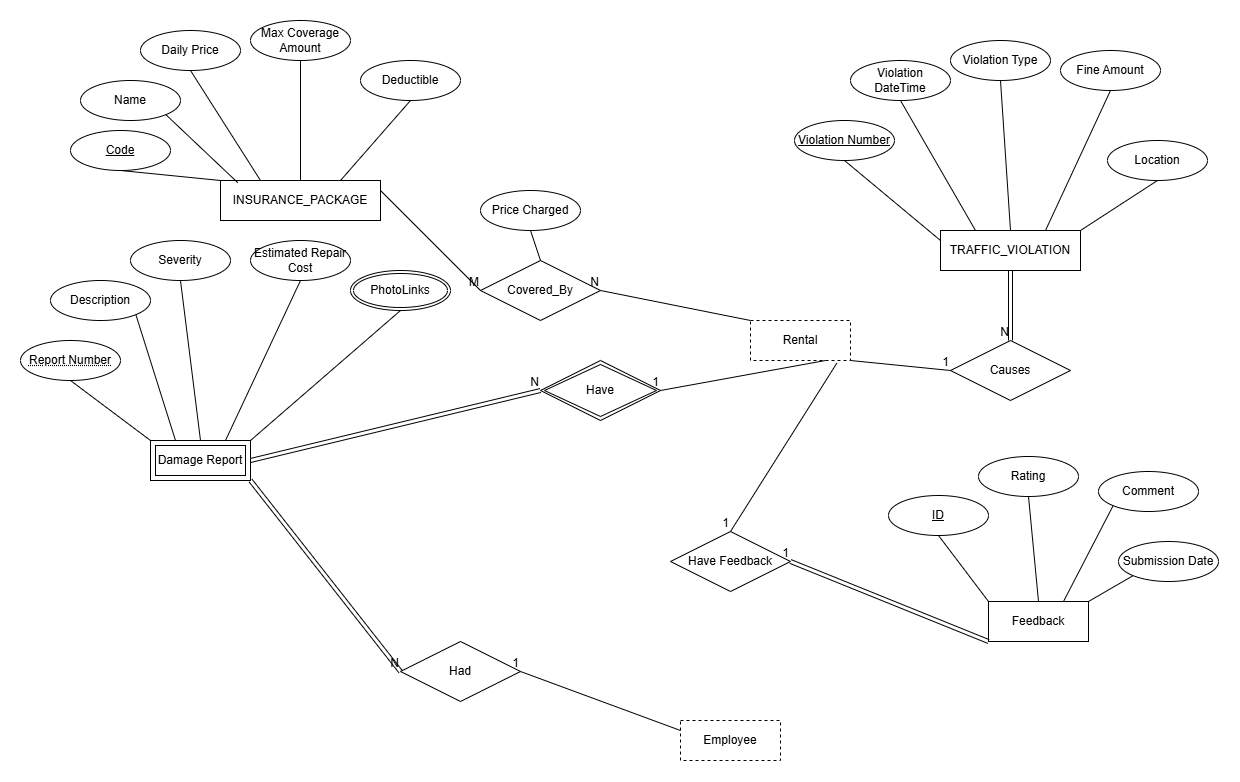 Max Coverage
Amount
Daily Price
Deductible
Name
Code
INSURANCE_PACKAGE
Violation Type
Violation
DateTime
Fine Amount
Violation Number
Location
TRAFFIC_VIOLATION
Price Charged
M
Covered_By
N
Rental
Severity
Estimated Repair
Cost
PhotoLinks
Description
Report Number
Damage Report
N
Have
1
1
N
Causes
Rating
Comment
ID
Submission Date
Feedback
1
Have Feedback
1
N
Had
1
Employee